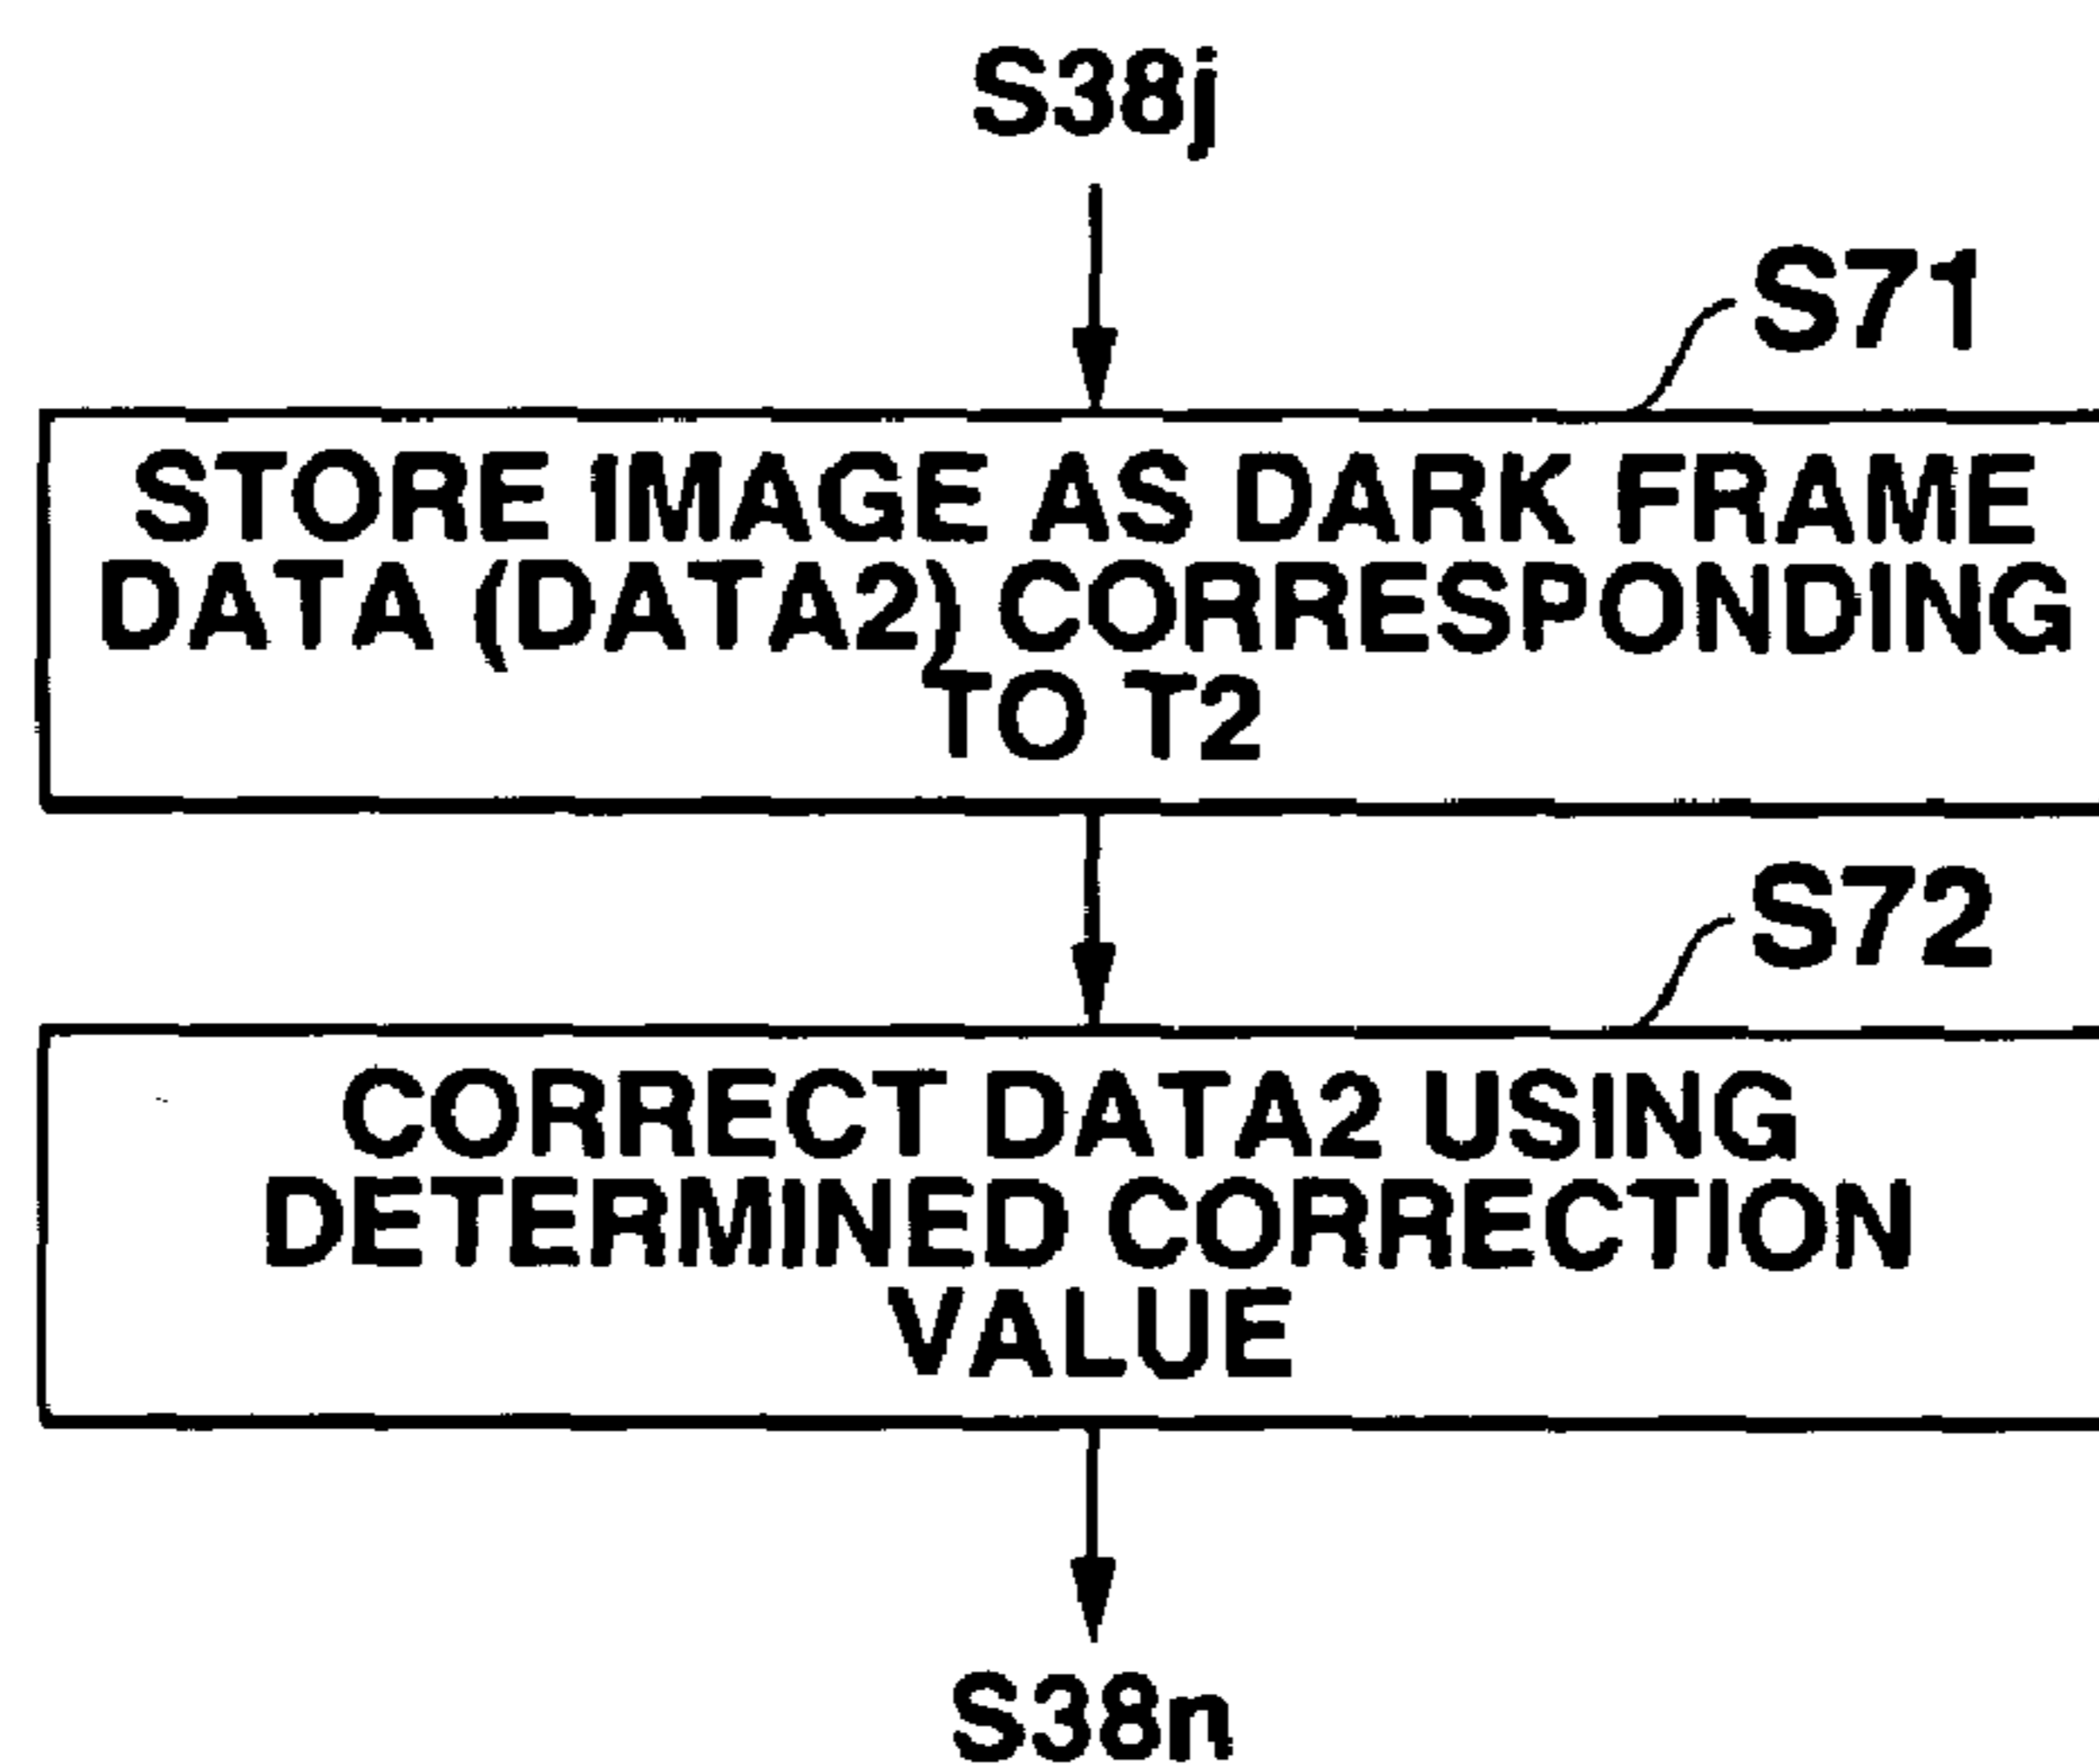 S38j
S71
STORE IMAGE AS DARK FRAME
DATA (DATA2) CORRESPONDING
TO T2
S72
CORRECT DATA2 USING
DETERMINED CORRECTION
VALUE
S38n